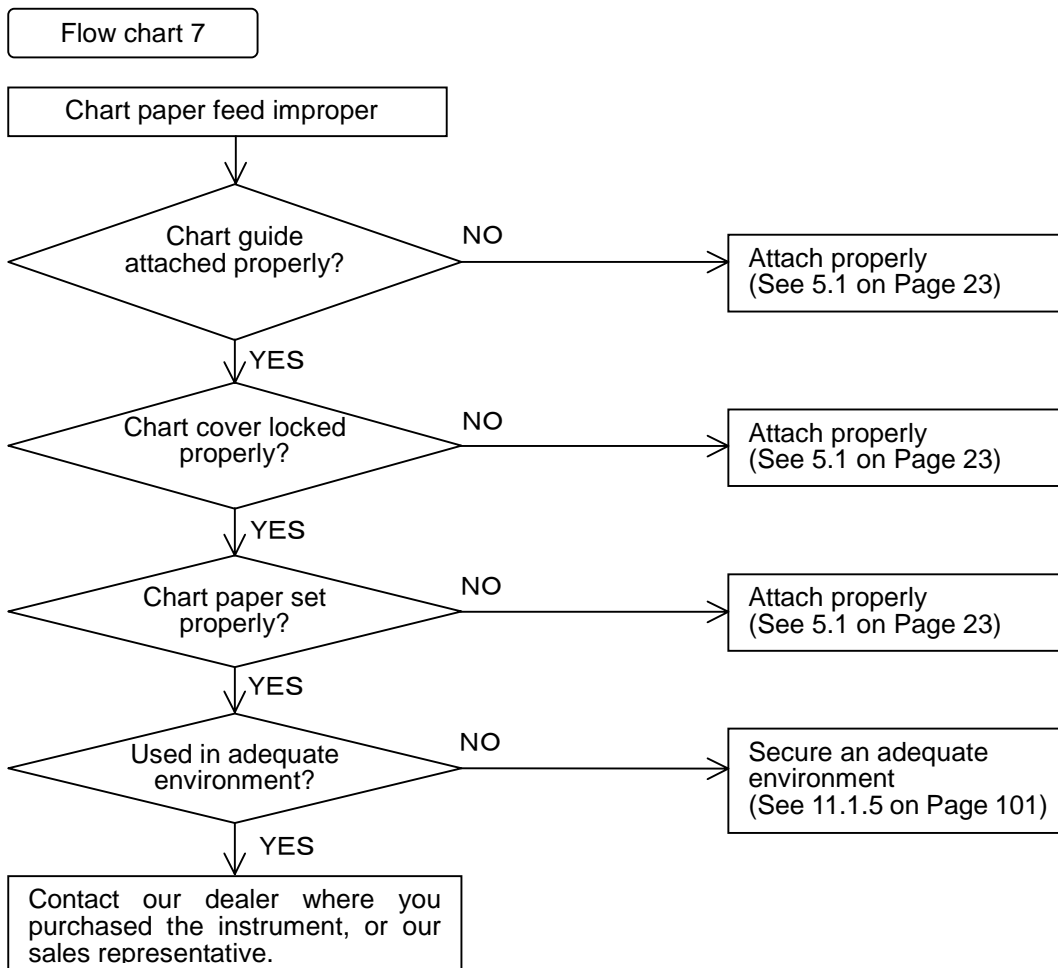 Flow chart 7
Chart paper feed improper
Chart guide
attached properly?
NO
Attach properly
(See 5.1 on Page 23)
YES
Chart cover locked
properly?
NO
Attach properly
(See 5.1 on Page 23)
YES
Chart paper set
properly?
NO
Attach properly
(See 5.1 on Page 23)
YES
Used in adequate
environment?
NO
Secure an adequate
environment
(See 11.1.5 on Page 101)
YES
Contact our dealer where you
purchased the instrument, or our
sales representative.